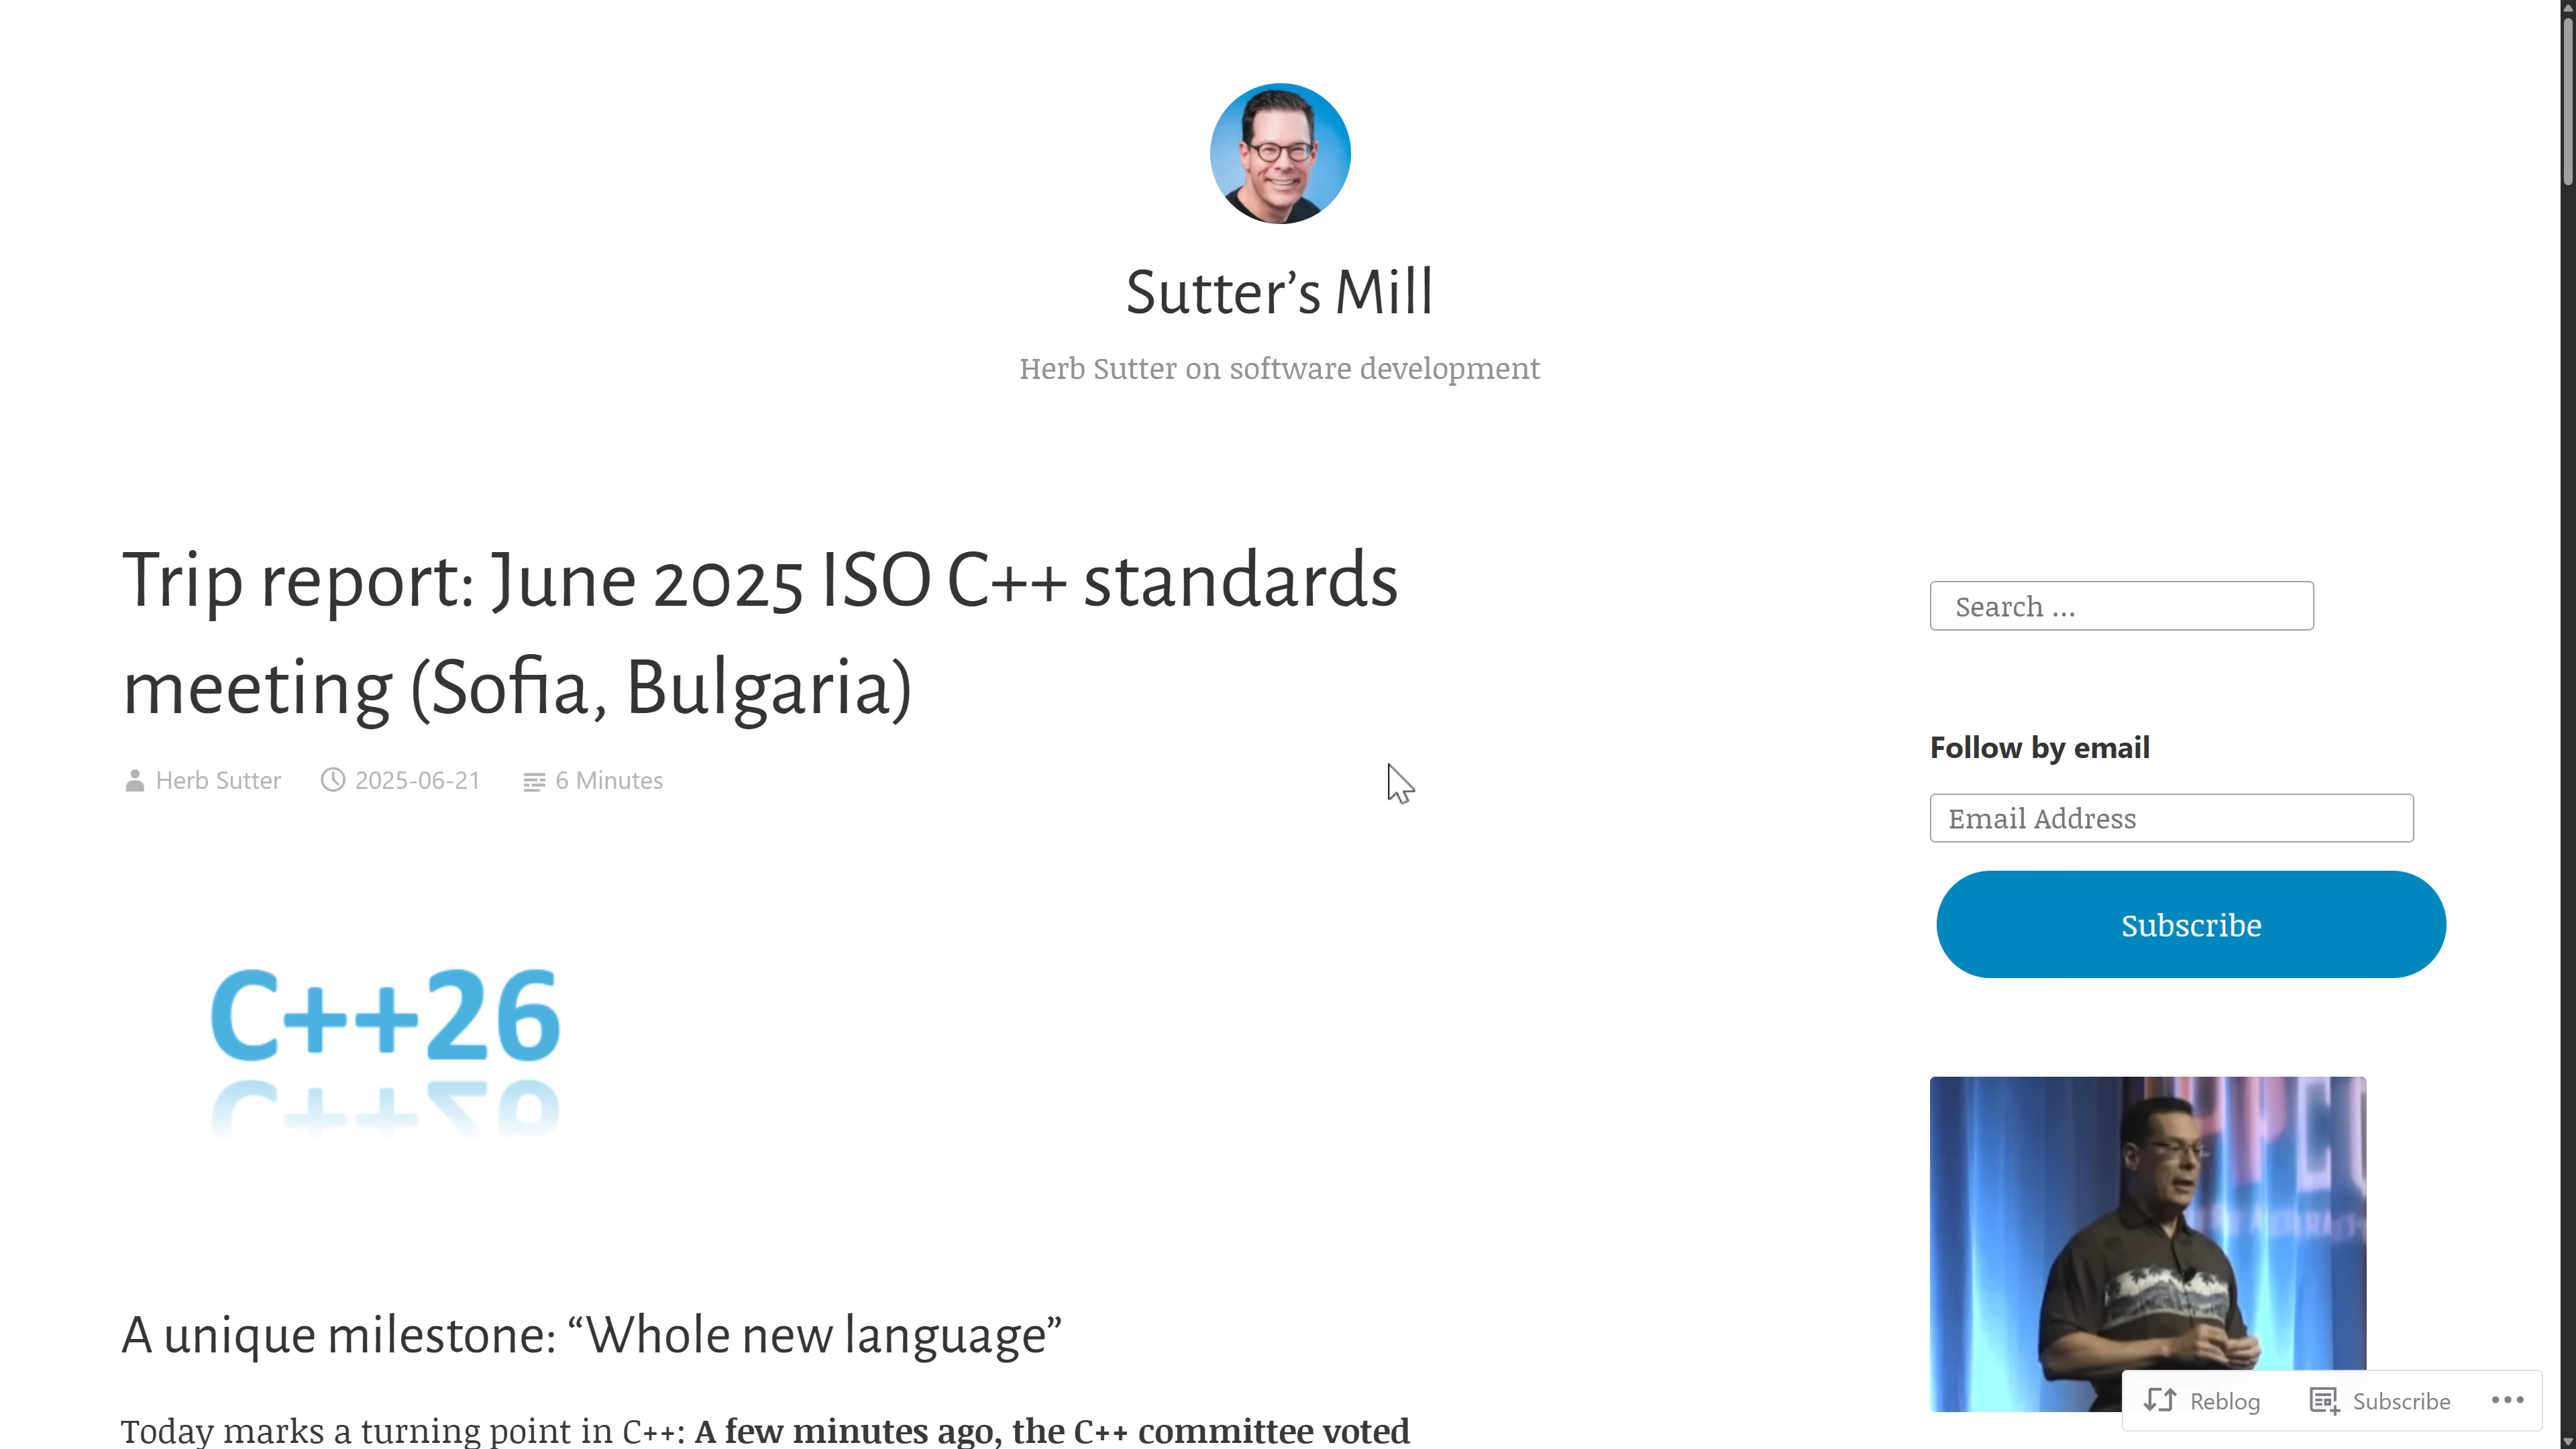 Sutter’s Mill
Herb Sutter on software development
Trip report: June 2025 ISO C++ standards
meeting (Sofia, Bulgaria)
Herb Sutter 2025-06-21 6 Minutes
C++26
A unique milestone: “Whole new language”
Today marks a turning point in C++: A few minutes ago, the C++ committee voted
Search …
Follow by email
Email Address
Subscribe
Reblog Subscribe